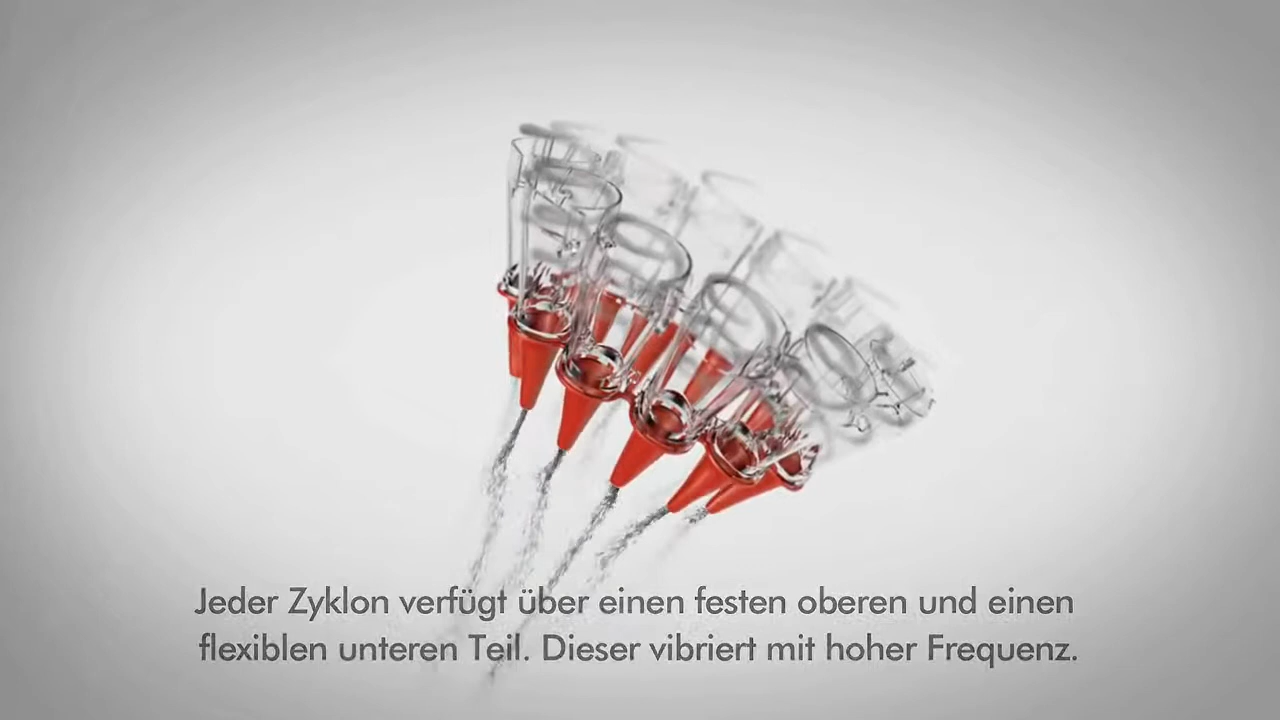 Jeder Zyklon verfügt über einen festen oberen und einen
flexiblen unteren Teil. Dieser vibriert mit hoher Frequenz.